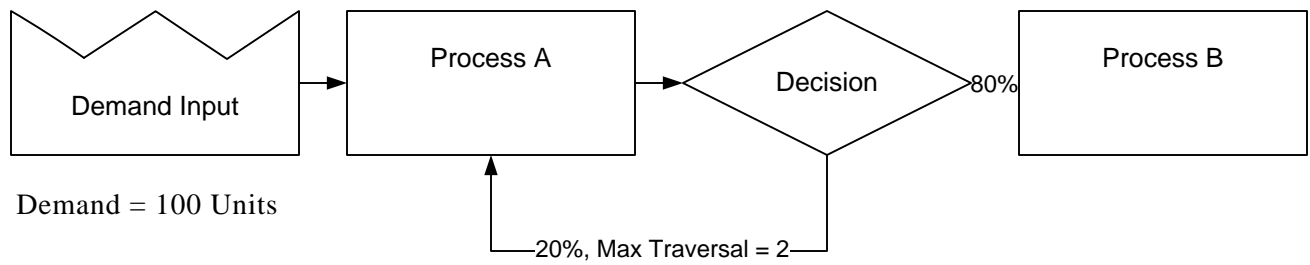 Demand Input
Process A
Decision
80%
Process B
Demand = 100 Units
20%, Max Traversal = 2